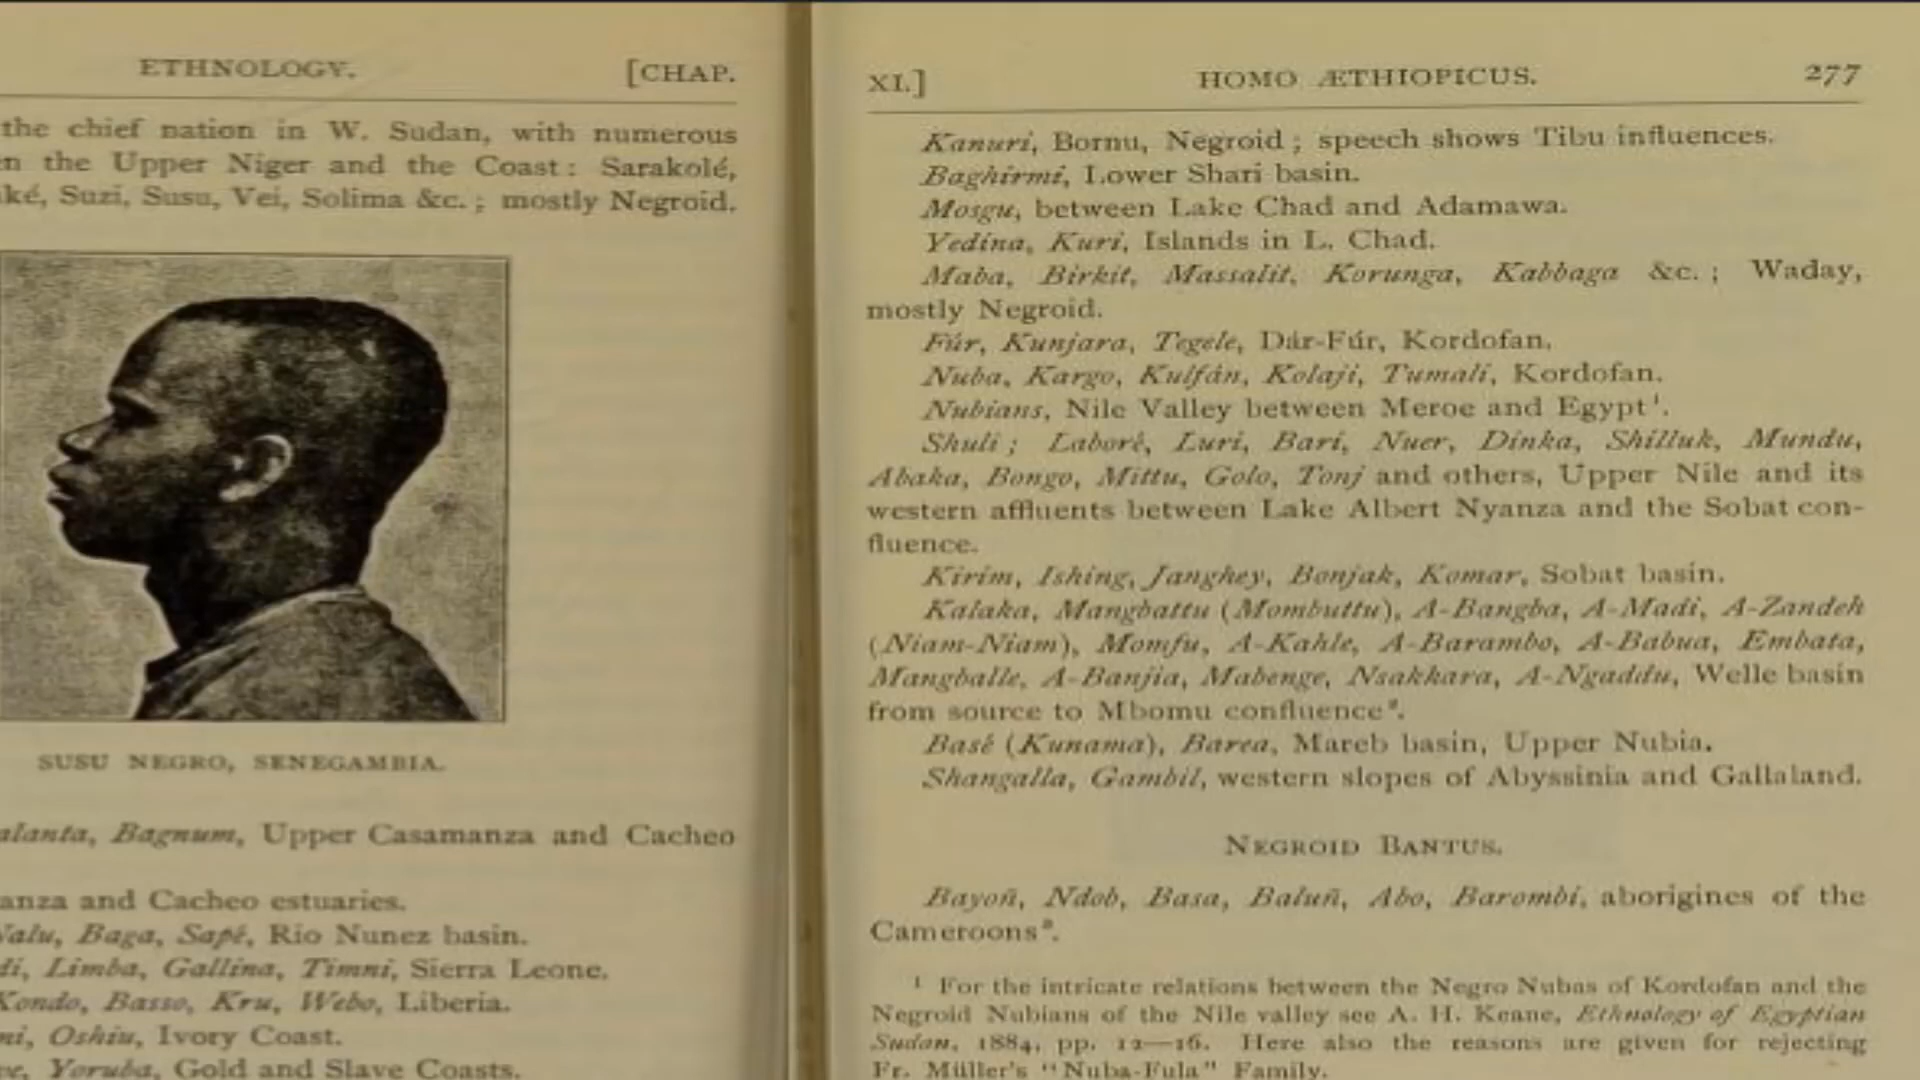 ETHNOLOGY. [CHAP.
the chief nation in W. Sudan, with numerous
the Upper Niger and the Coast: Sarakolé,
Suzi, Susu, Vei, Solima &c.; mostly Negroid.
SUSU NEGRO, SENEGAMBIA.
Bagnum, Upper Casamanza and Cacheo
and Cacheo estuaries.
Baga, Sapé, Rio Nunez basin.
Limba, Gallina, Timni, Sierra Leone.
Kondo, Basso, Kru, Webo, Liberia.
Oshiu, Ivory Coast.
Yoruba, Gold and Slave Coasts.
XI.] HOMO ÆTHIOPICUS. 277
Kanuri, Bornu, Negroid; speech shows Tibu influences.
Baghirmi, Lower Shari basin.
Mosgu, between Lake Chad and Adamawa.
Yedina, Kuri, Islands in L. Chad.
Maba, Birkit, Massalit, Korunga, Kabbaga &c.; Waday,
mostly Negroid.
Fúr, Kunjara, Tegele, Dár-Fúr, Kordofan.
Nuba, Kargo, Kulfán, Kolaji, Tumali, Kordofan.
Nubians, Nile Valley between Meroe and Egypt¹.
Shuli; Laboré, Luri, Bari, Nuer, Dinka, Shilluk, Mundu,
Abaka, Bongo, Mittu, Golo, Tonj and others, Upper Nile and its
western affluents between Lake Albert Nyanza and the Sobat con-
fluence.
Kirim, Ishing, Janghey, Bonjak, Komar, Sobat basin.
Kalaka, Mangbattu (Mombuttu), A-Bangba, A-Madi, A-Zandeh
(Niam-Niam), Momfu, A-Kahle, A-Barambo, A-Babua, Embata,
Mangballe, A-Banjia, Mabenge, Nsakkara, A-Ngaddu, Welle basin
from source to Mbomu confluence².
Basé (Kunama), Barea, Mareb basin, Upper Nubia.
Shangalla, Gambil, western slopes of Abyssinia and Gallaland.
NEGROID BANTUS.
Bayoñ, Ndob, Basa, Baluñ, Abo, Barombi, aborigines of the
Cameroons³.
¹ For the intricate relations between the Negro Nubas of Kordofan and the
Negroid Nubians of the Nile valley see A. H. Keane, Ethnology of Egyptian
Sudan, 1884, pp. 12—16. Here also the reasons are given for rejecting
Fr. Müller's "Nuba-Fula" Family.